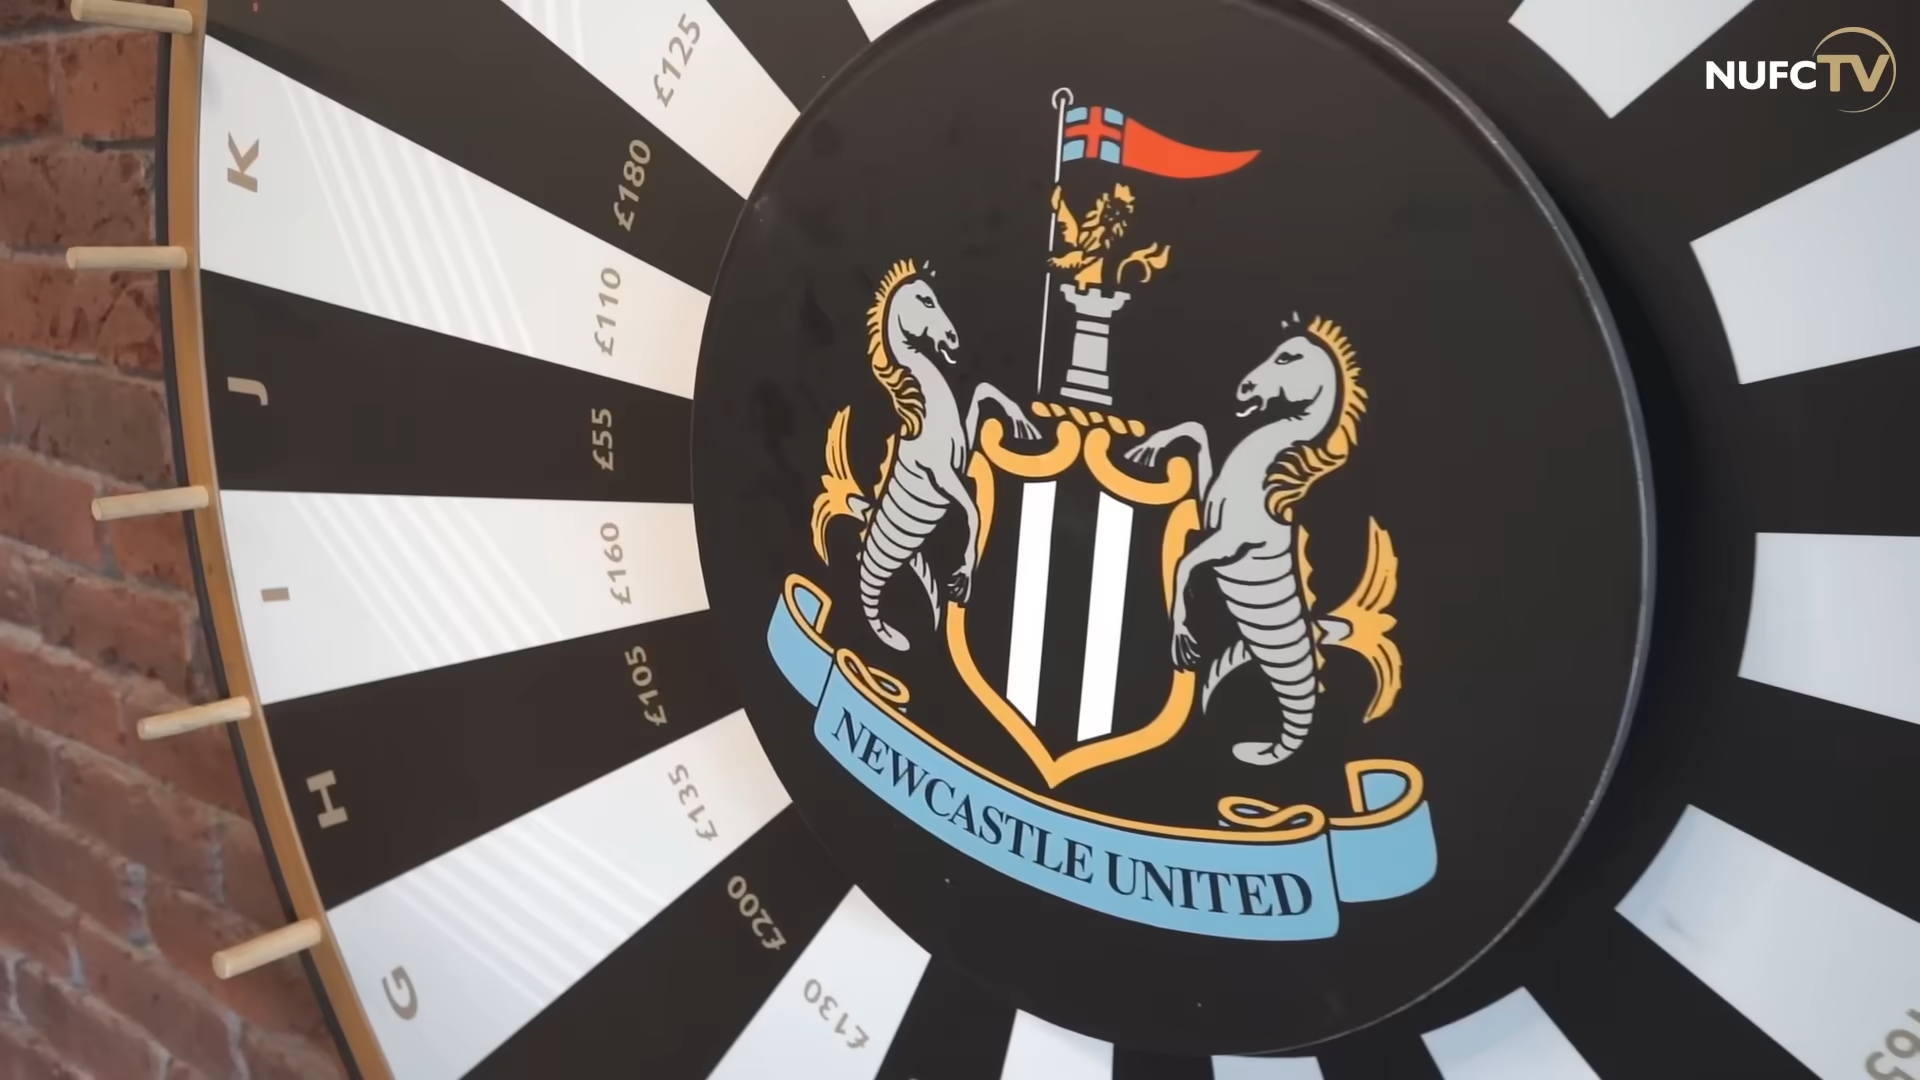 NUFCTV
£125
£180
K
£110
J
£55
I
£160
H
£105
£135
G
£200
£130
NEWCASTLE UNITED